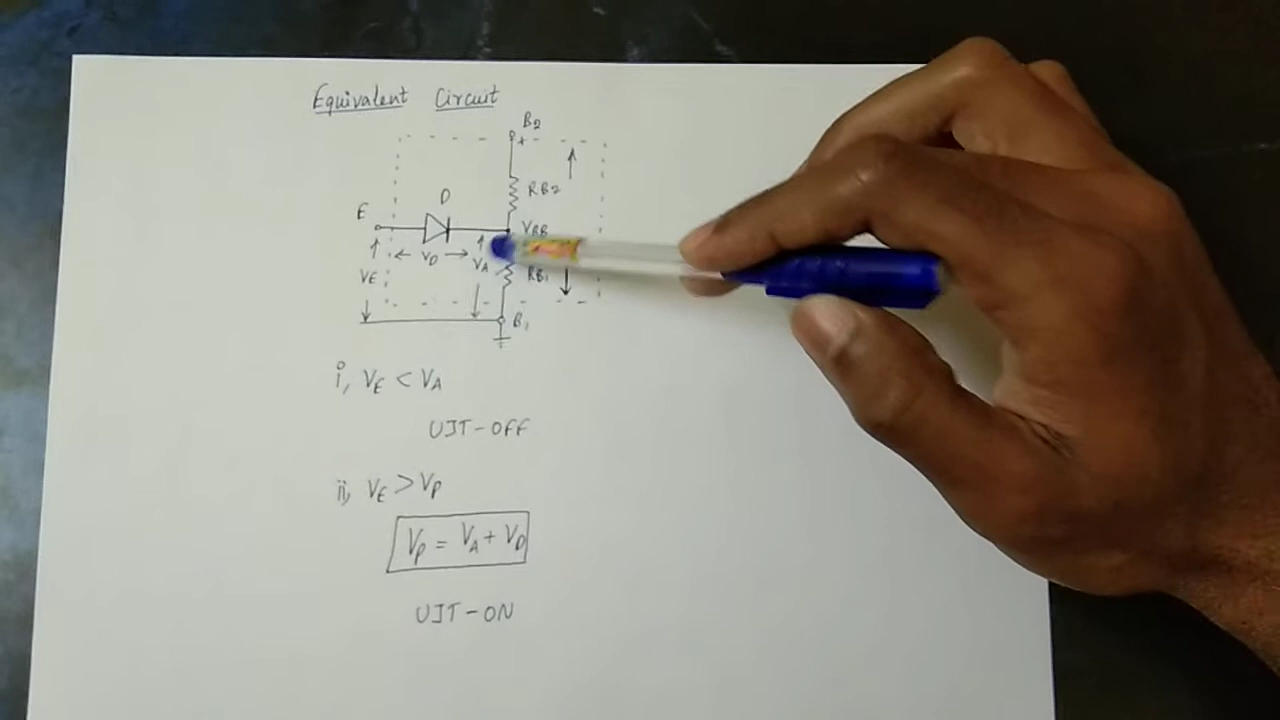 Equivalent Circuit
B2
+
RB2
D
E
VBB
VD
VA
RB1
VE
B1
i, VE < VA
UJT-OFF
ii, VE > VP
VP = VA + VD
UJT-ON